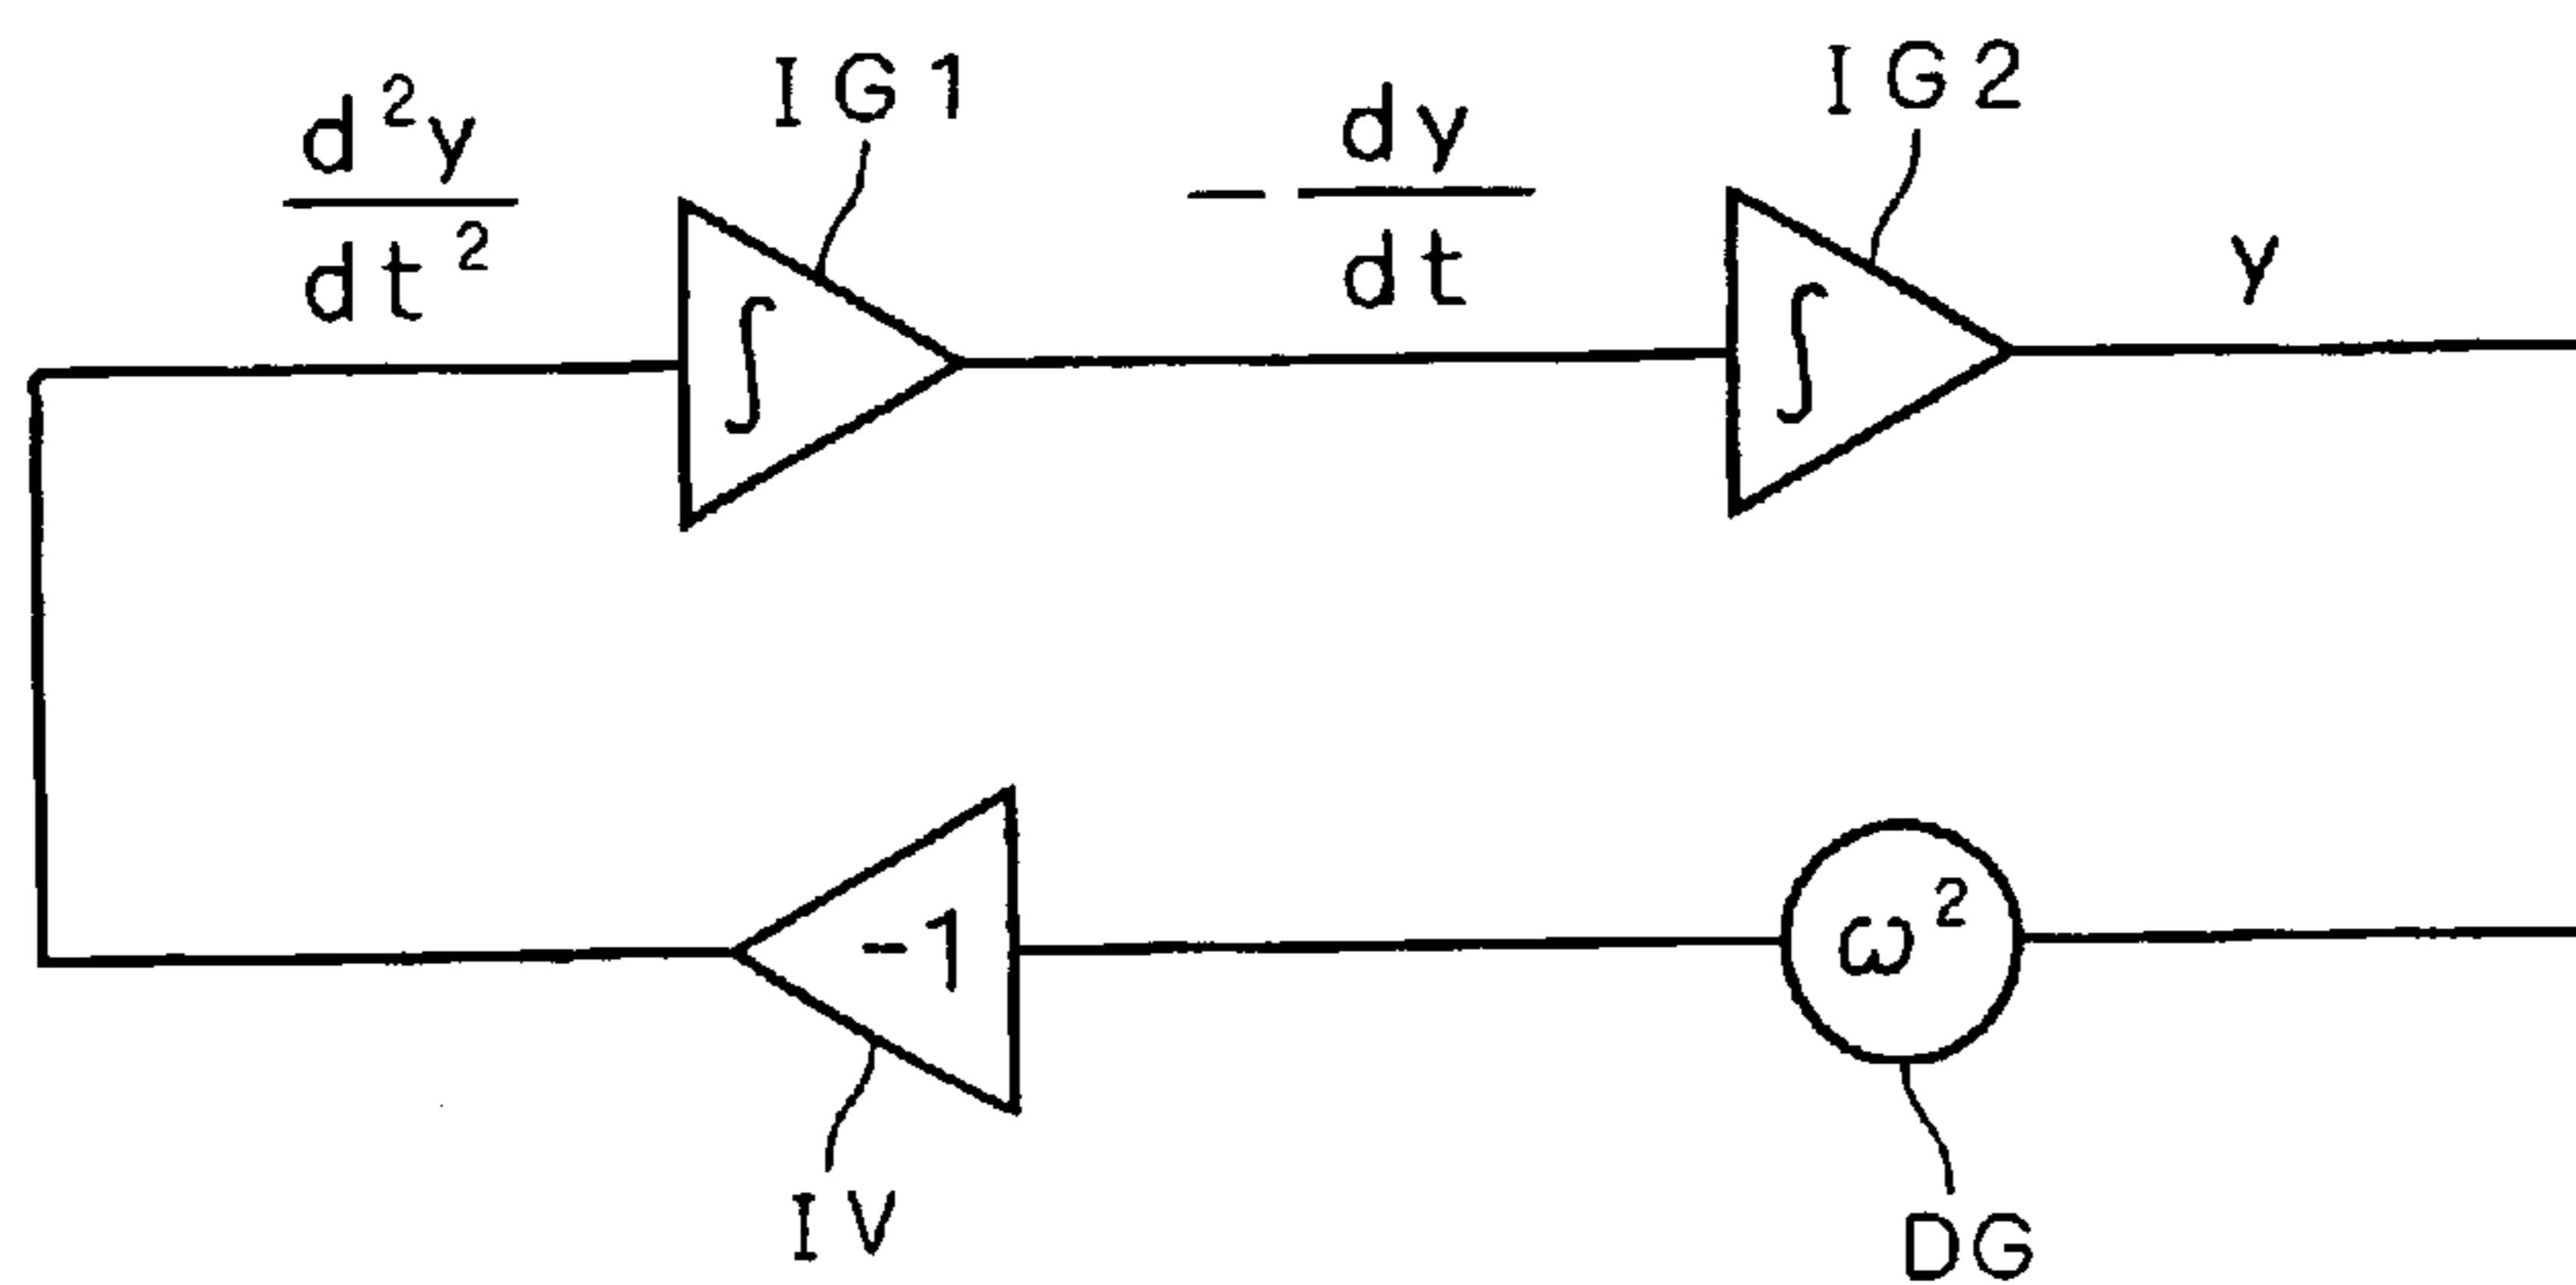 IG1
IG2
d²y
dt²
- dy
dt
y
∫
∫
-1
ω²
IV
DG